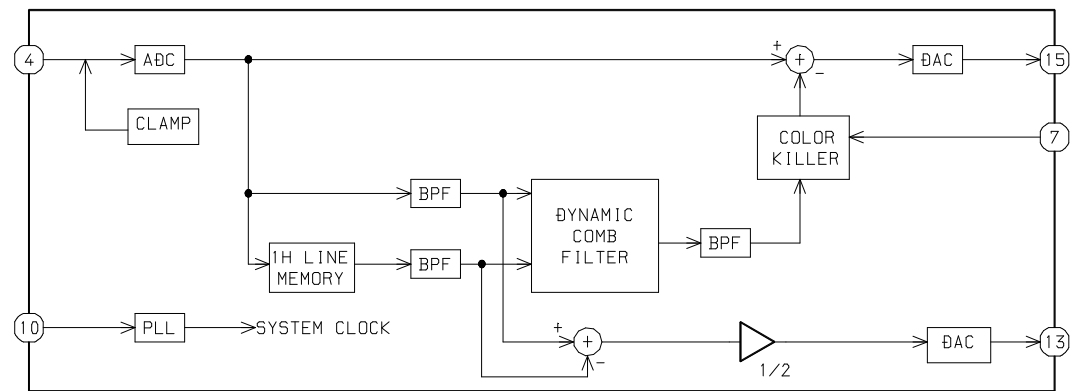 4
ADC
+
+
-
DAC
15
CLAMP
COLOR
KILLER
7
BPF
DYNAMIC
COMB
FILTER
BPF
1H LINE
MEMORY
BPF
10
PLL
SYSTEM CLOCK
+
+
-
1/2
DAC
13